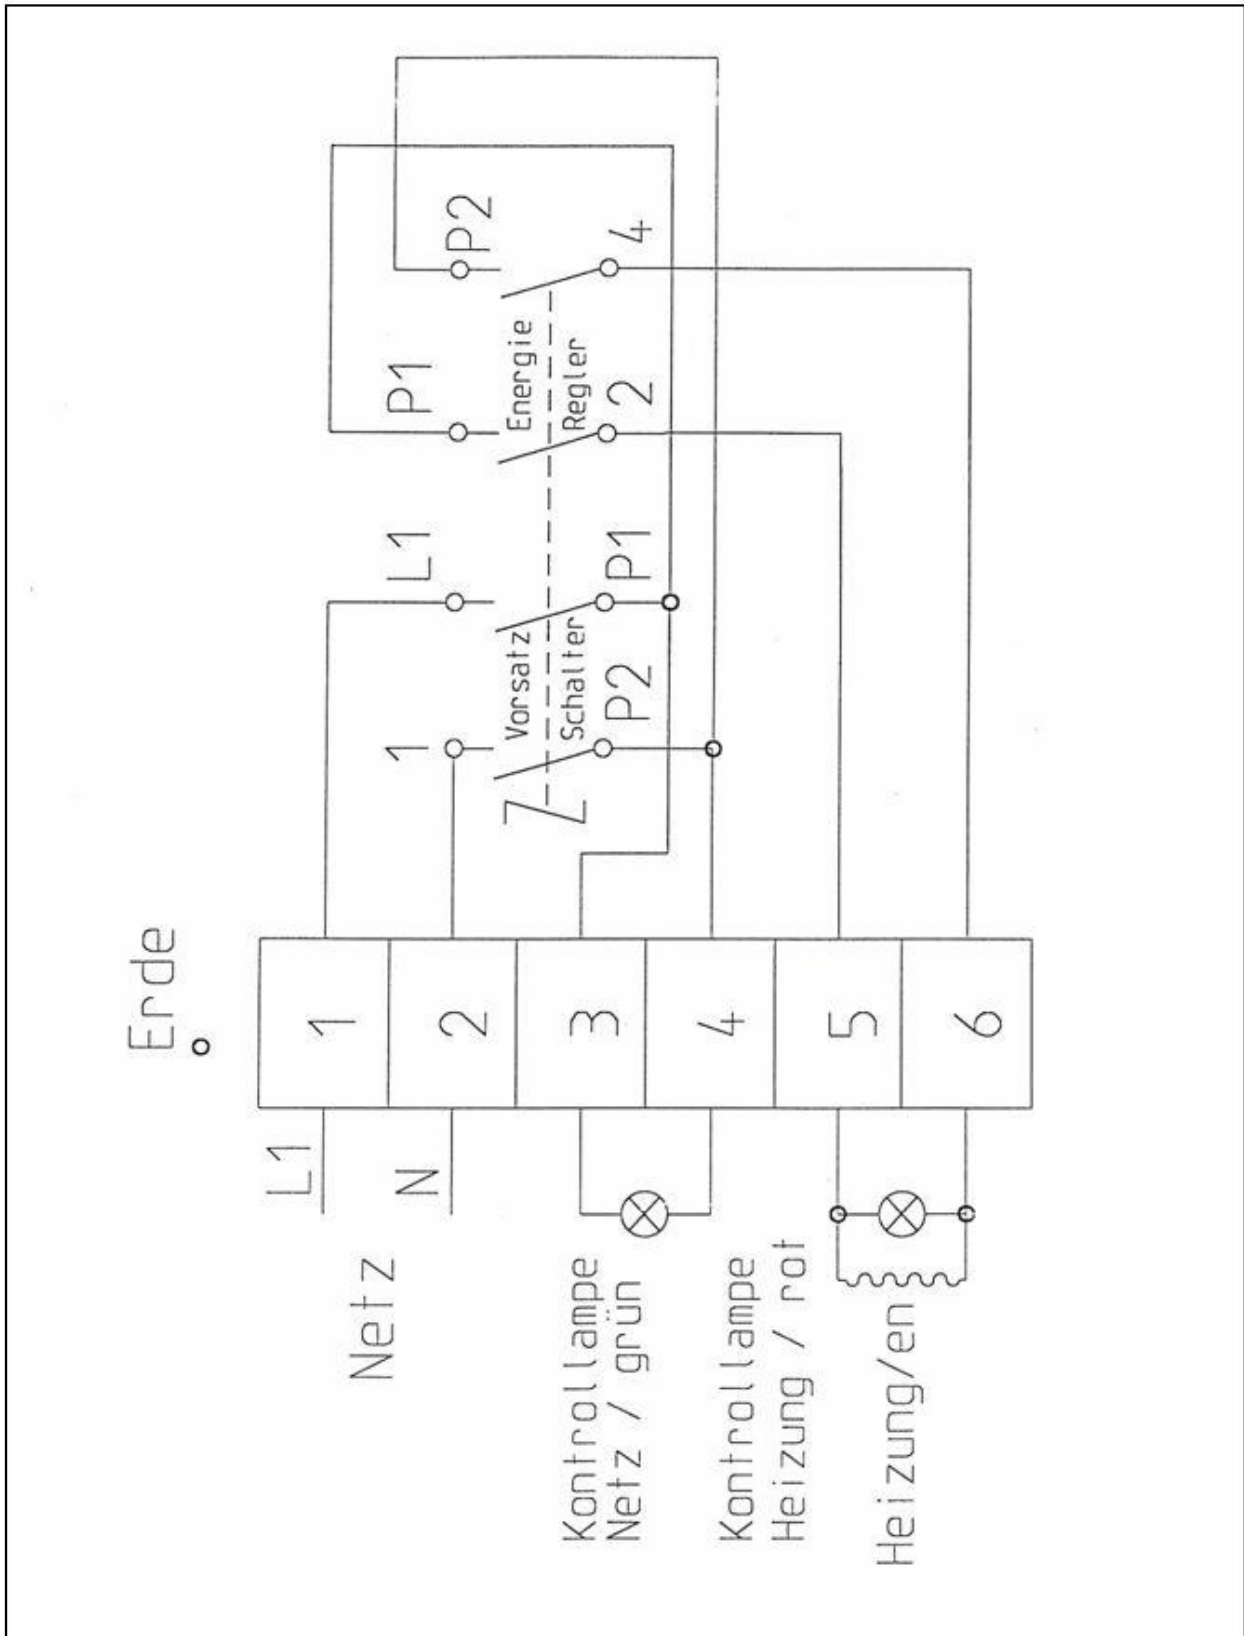 Erde
L1
1
Netz
N
2
Kontrollampe
Netz / grün
3
4
Kontrollampe
Heizung / rot
5
Heizung/en
6
1
L1
P1
P2
Vorsatz
Schalter
Energie
Regler
P2
P1
2
4